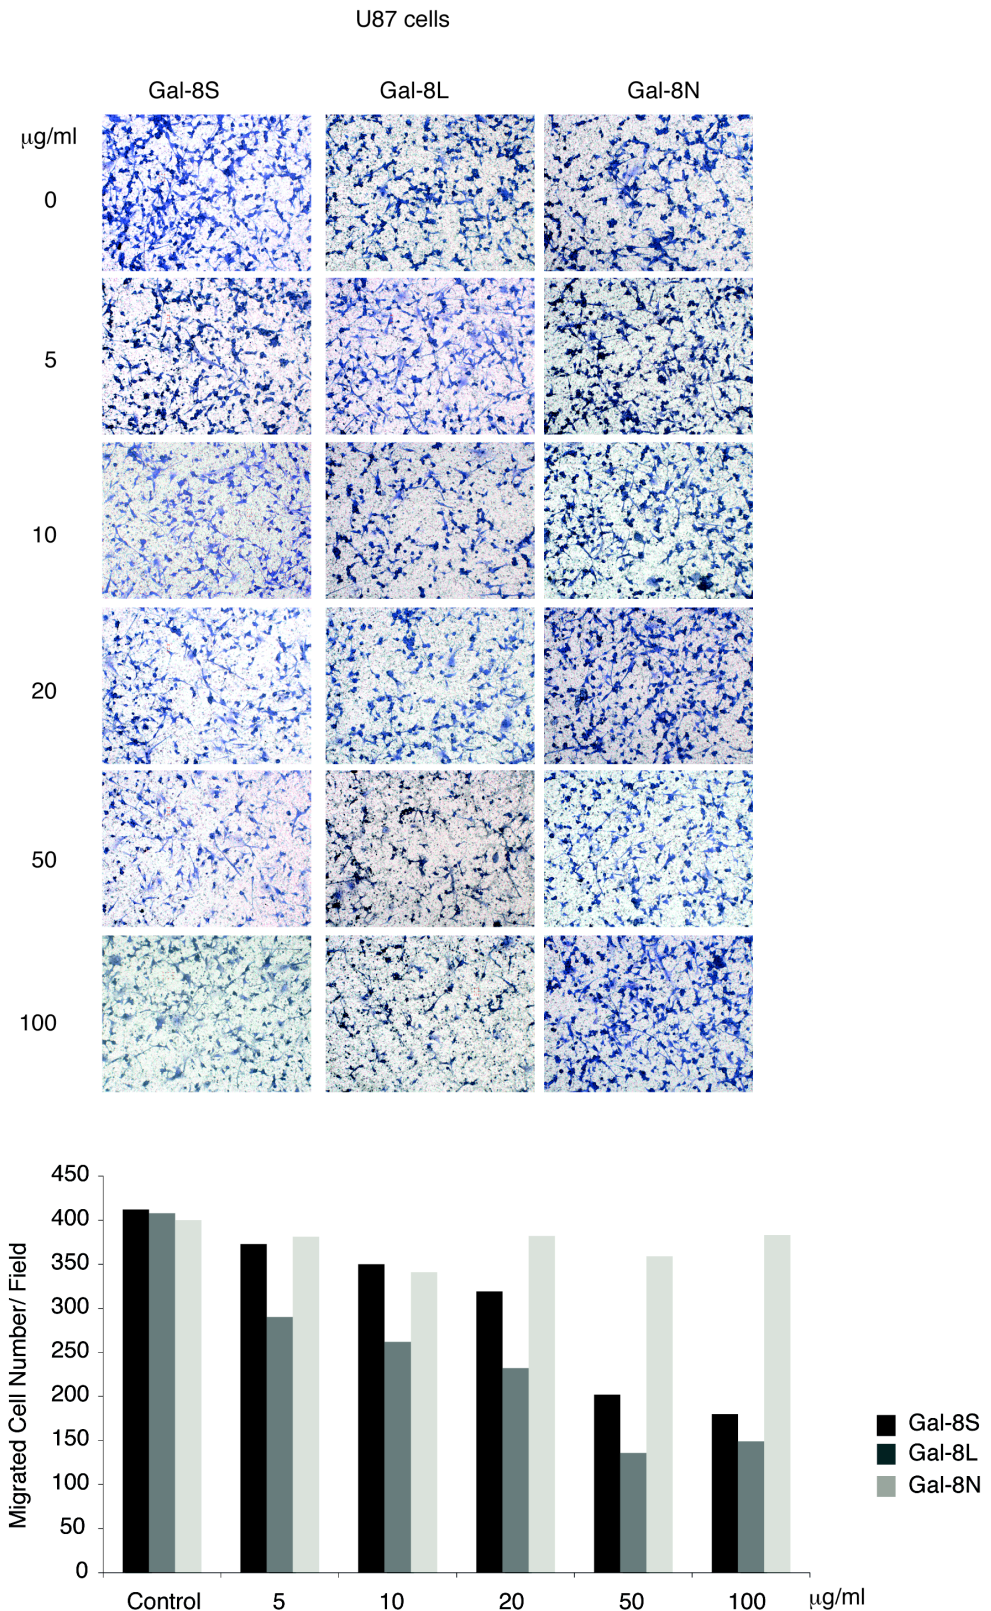 U87 cells
Gal-8S Gal-8L Gal-8N
µg/ml
0
5
10
20
50
100
Migrated Cell Number/ Field
450
400
350
300
250
200
150
100
50
0
Control 5 10 20 50 100 µg/ml
Gal-8S
Gal-8L
Gal-8N